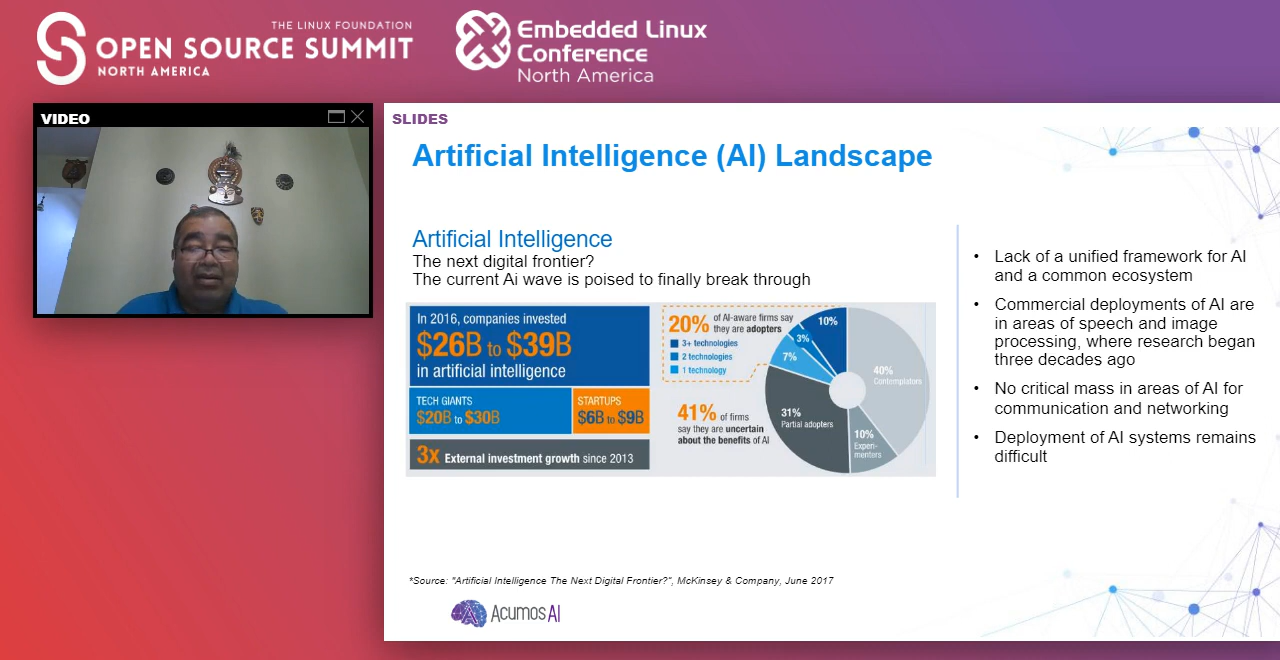 THE LINUX FOUNDATION
OPEN SOURCE SUMMIT
NORTH AMERICA
Embedded Linux
Conference
North America
VIDEO
SLIDES
Artificial Intelligence (AI) Landscape
Artificial Intelligence
The next digital frontier?
The current Ai wave is poised to finally break through
In 2016, companies invested
$26B to $39B
in artificial intelligence
TECH GIANTS
$20B to $30B
STARTUPS
$6B to $9B
3x External investment growth since 2013
20% of AI-aware firms say
they are adopters
3+ technologies
2 technologies
1 technology
41% of firms
say they are uncertain
about the benefits of AI
10%
3%
7%
40%
Contemplators
31%
Partial adopters
10%
Experi-
menters
• Lack of a unified framework for AI
and a common ecosystem
• Commercial deployments of AI are
in areas of speech and image
processing, where research began
three decades ago
• No critical mass in areas of AI for
communication and networking
• Deployment of AI systems remains
difficult
*Source: "Artificial Intelligence The Next Digital Frontier?", McKinsey & Company, June 2017
Acumos AI